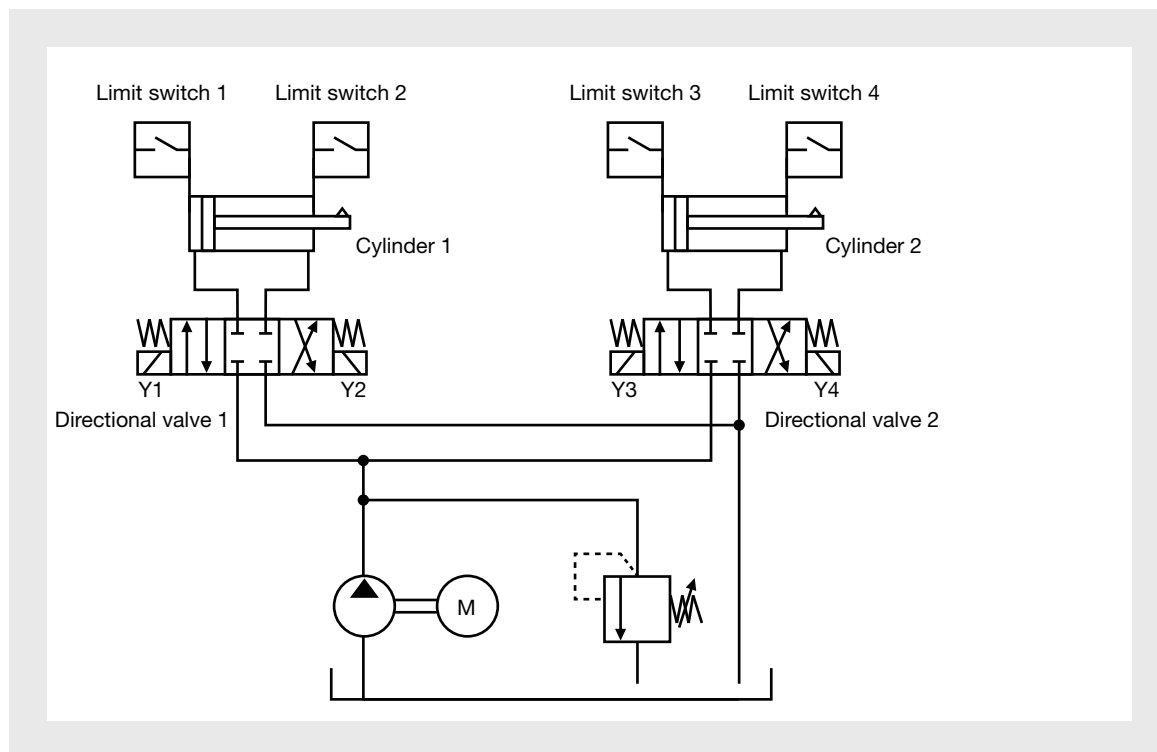 Limit switch 1 Limit switch 2 Limit switch 3 Limit switch 4
Cylinder 1 Cylinder 2
Y1 Y2 Y3 Y4
Directional valve 1 Directional valve 2
M